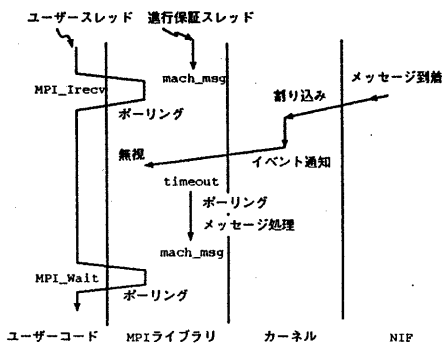 ユーザースレッド
進行保証スレッド
mach_msg
メッセージ到着
MPI_Irecv
割り込み
ポーリング
無視
イベント通知
timeout
ポーリング
メッセージ処理
mach_msg
MPI_Wait
ポーリング
ユーザーコード
MPIライブラリ
カーネル
NIF